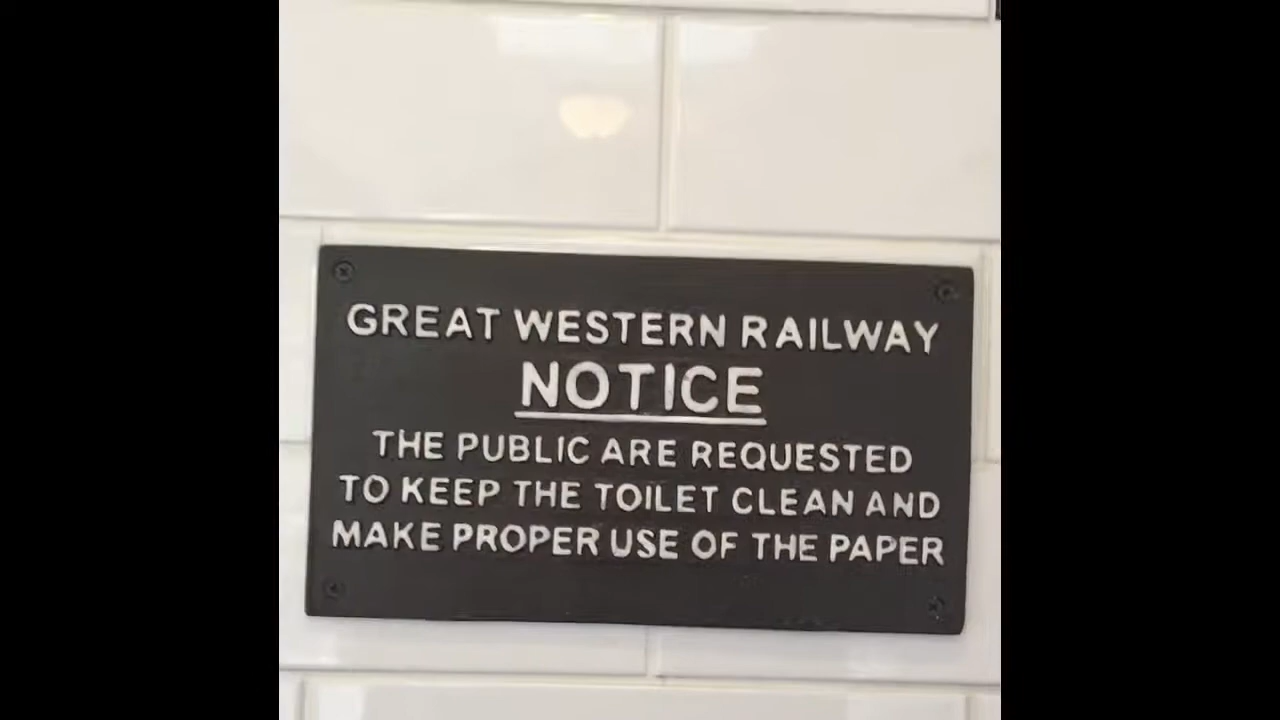 GREAT WESTERN RAILWAY
NOTICE
THE PUBLIC ARE REQUESTED
TO KEEP THE TOILET CLEAN AND
MAKE PROPER USE OF THE PAPER